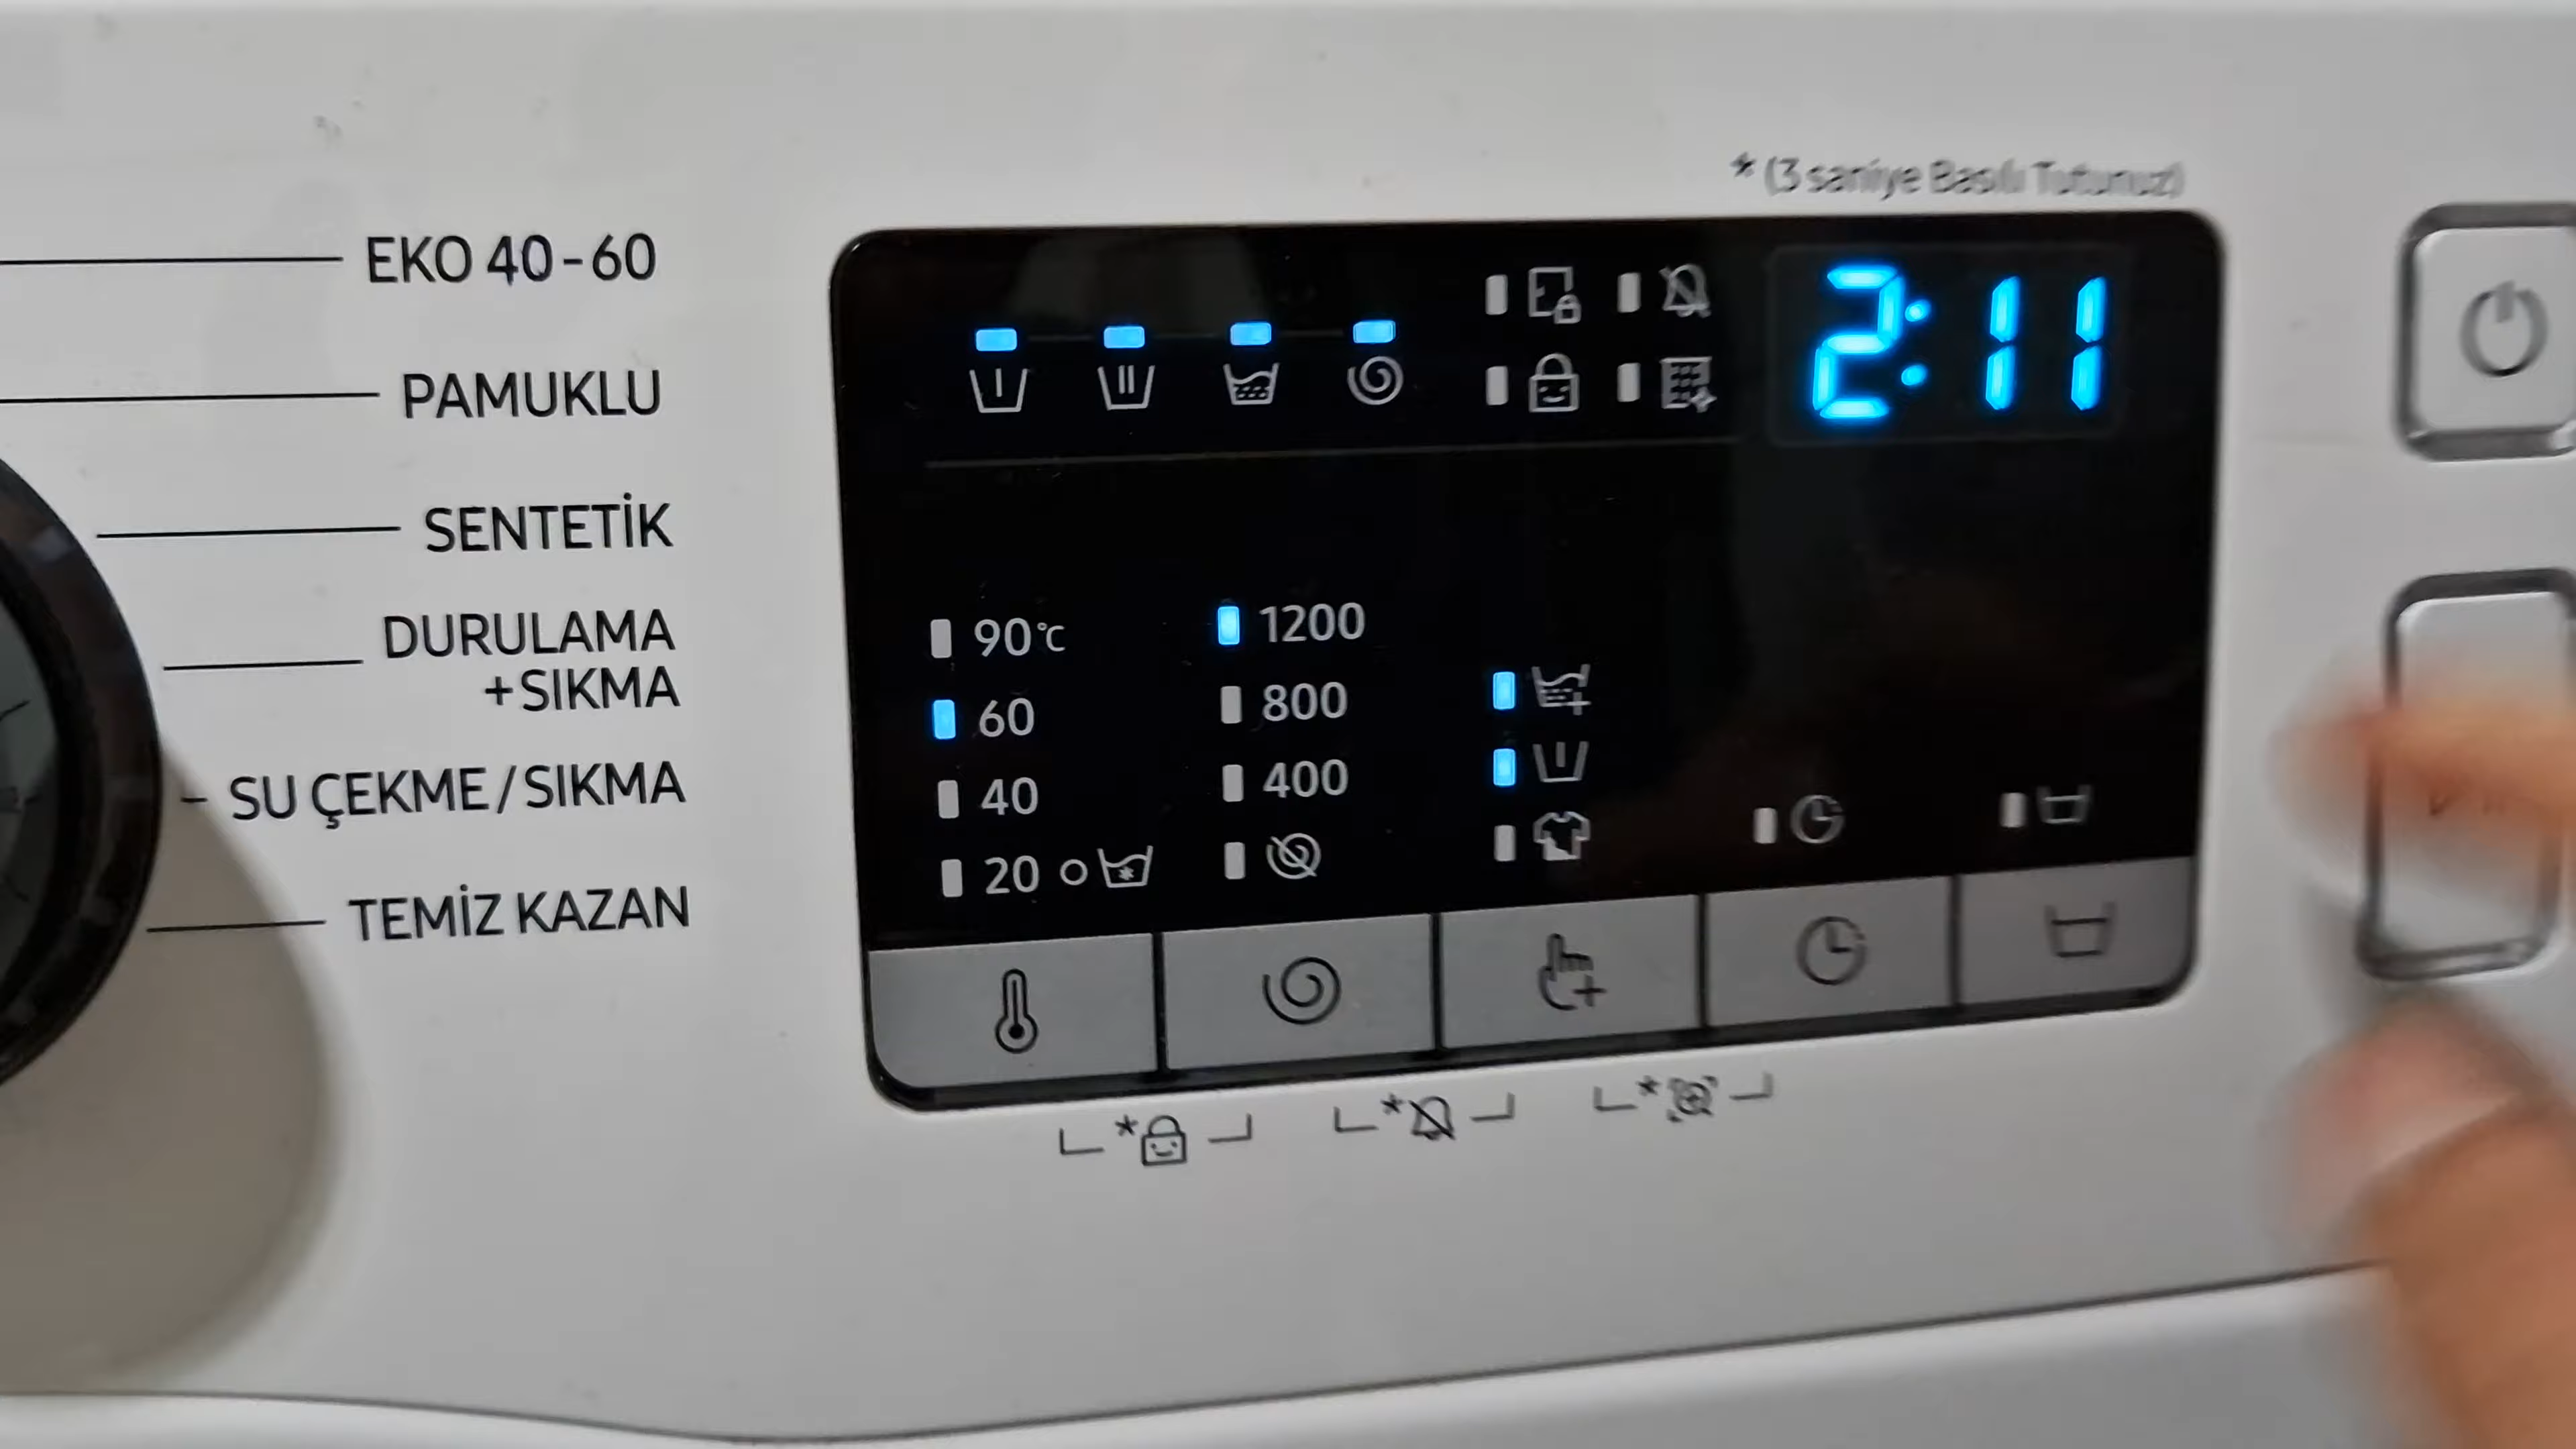 * (3 saniye Basılı Tutunuz)
EKO 40-60
PAMUKLU
SENTETİK
DURULAMA
+SIKMA
SU ÇEKME/SIKMA
TEMİZ KAZAN
2:11
90°C
60
40
20
1200
800
400
*
*
*